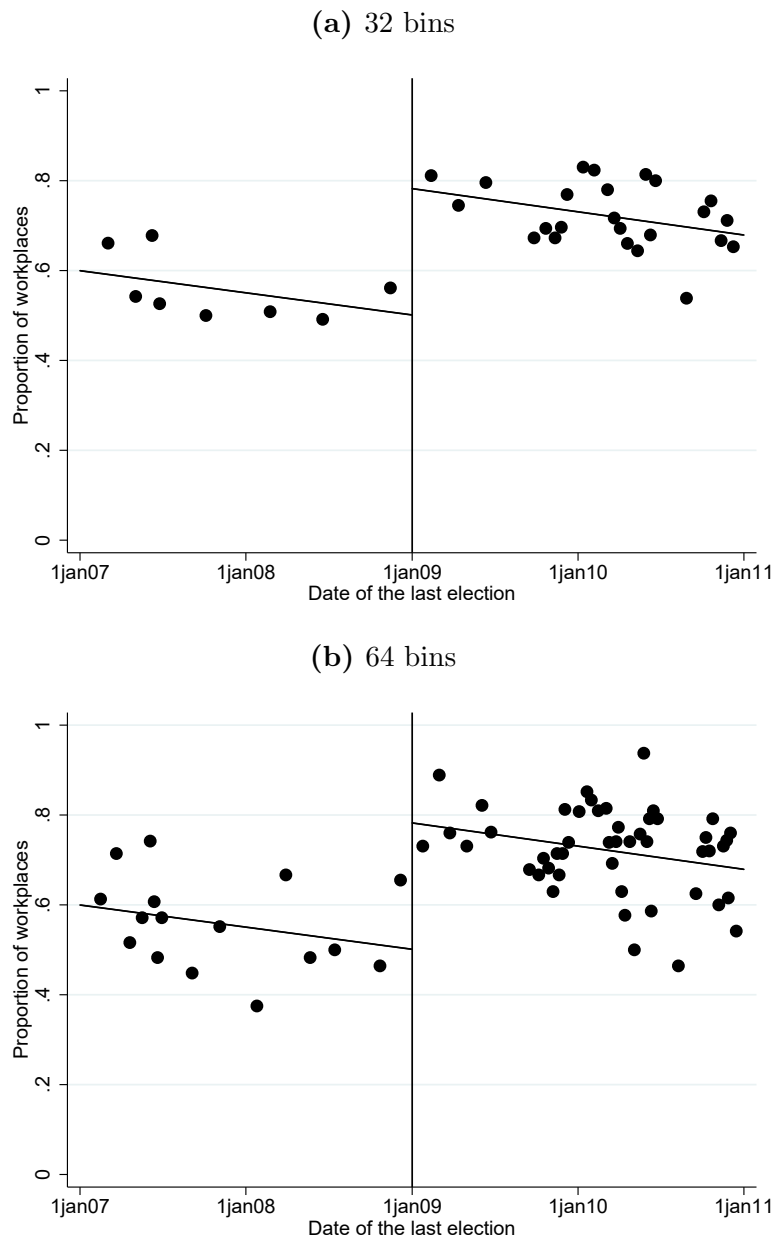 (a) 32 bins
Proportion of workplaces
1
.8
.6
.4
.2
0
1jan07 1jan08 1jan09 1jan10 1jan11
Date of the last election
(b) 64 bins
Proportion of workplaces
1
.8
.6
.4
.2
0
1jan07 1jan08 1jan09 1jan10 1jan11
Date of the last election